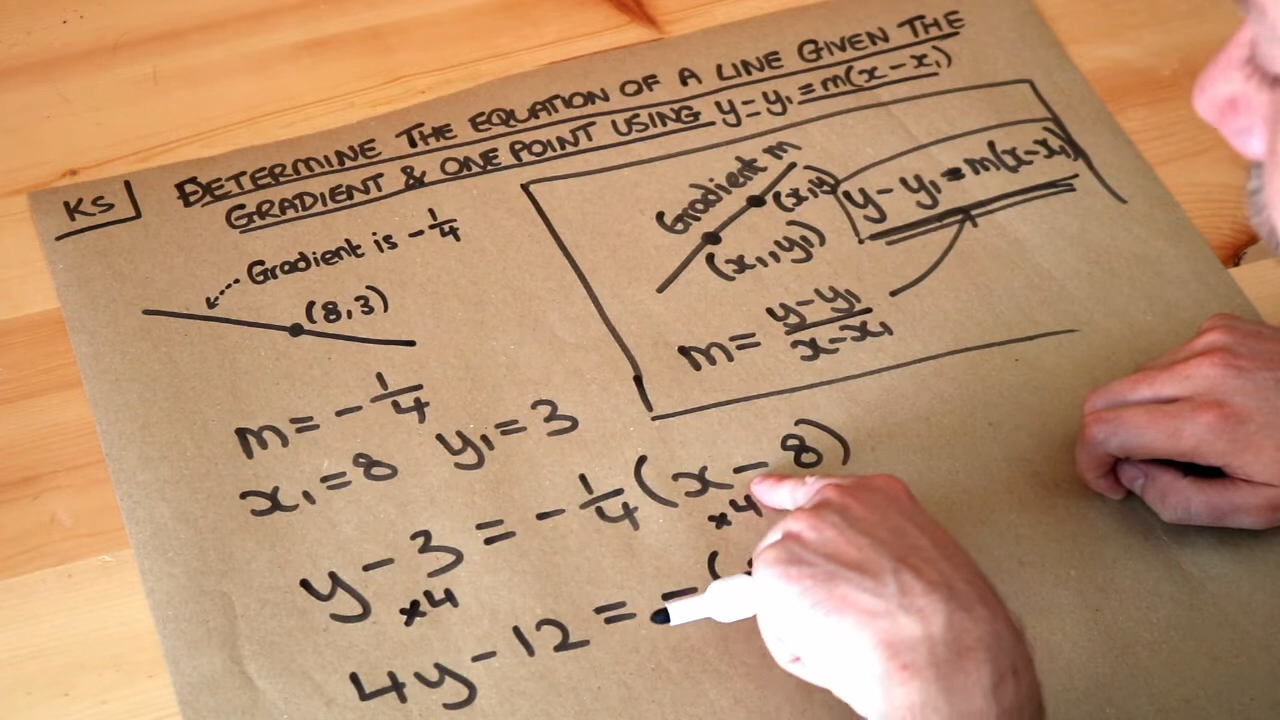 DETERMINE THE EQUATION OF A LINE GIVEN THE
GRADIENT & ONE POINT USING y-y₁=m(x-x₁)
KS
Gradient is -1/4
(8,3)
Gradient m
(x,y)
(x₁,y₁)
y-y₁=m(x-x₁)
m = (y-y₁)/(x-x₁)
m = -1/4
x₁=8 y₁=3
y-3 = -1/4(x-8)
×4 ×4
4y-12 = -(